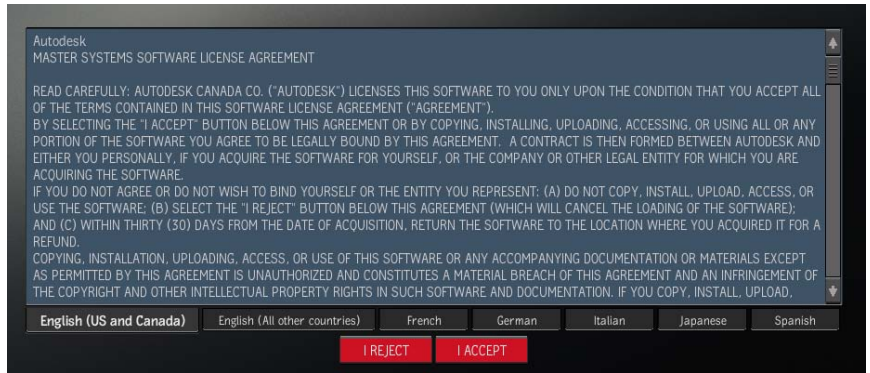 Autodesk
MASTER SYSTEMS SOFTWARE LICENSE AGREEMENT
READ CAREFULLY: AUTODESK CANADA CO. ("AUTODESK") LICENSES THIS SOFTWARE TO YOU ONLY UPON THE CONDITION THAT YOU ACCEPT ALL
OF THE TERMS CONTAINED IN THIS SOFTWARE LICENSE AGREEMENT ("AGREEMENT").
BY SELECTING THE "I ACCEPT" BUTTON BELOW THIS AGREEMENT OR BY COPYING, INSTALLING, UPLOADING, ACCESSING, OR USING ALL OR ANY
PORTION OF THE SOFTWARE YOU AGREE TO BE LEGALLY BOUND BY THIS AGREEMENT. A CONTRACT IS THEN FORMED BETWEEN AUTODESK AND
EITHER YOU PERSONALLY, IF YOU ACQUIRE THE SOFTWARE FOR YOURSELF, OR THE COMPANY OR OTHER LEGAL ENTITY FOR WHICH YOU ARE
ACQUIRING THE SOFTWARE.
IF YOU DO NOT AGREE OR DO NOT WISH TO BIND YOURSELF OR THE ENTITY YOU REPRESENT: (A) DO NOT COPY, INSTALL, UPLOAD, ACCESS, OR
USE THE SOFTWARE; (B) SELECT THE "I REJECT" BUTTON BELOW THIS AGREEMENT (WHICH WILL CANCEL THE LOADING OF THE SOFTWARE);
AND (C) WITHIN THIRTY (30) DAYS FROM THE DATE OF ACQUISITION, RETURN THE SOFTWARE TO THE LOCATION WHERE YOU ACQUIRED IT FOR A
REFUND.
COPYING, INSTALLATION, UPLOADING, ACCESS, OR USE OF THIS SOFTWARE OR ANY ACCOMPANYING DOCUMENTATION OR MATERIALS EXCEPT
AS PERMITTED BY THIS AGREEMENT IS UNAUTHORIZED AND CONSTITUTES A MATERIAL BREACH OF THIS AGREEMENT AND AN INFRINGEMENT OF
THE COPYRIGHT AND OTHER INTELLECTUAL PROPERTY RIGHTS IN SUCH SOFTWARE AND DOCUMENTATION. IF YOU COPY, INSTALL, UPLOAD,
English (US and Canada) English (All other countries) French German Italian Japanese Spanish
I REJECT I ACCEPT